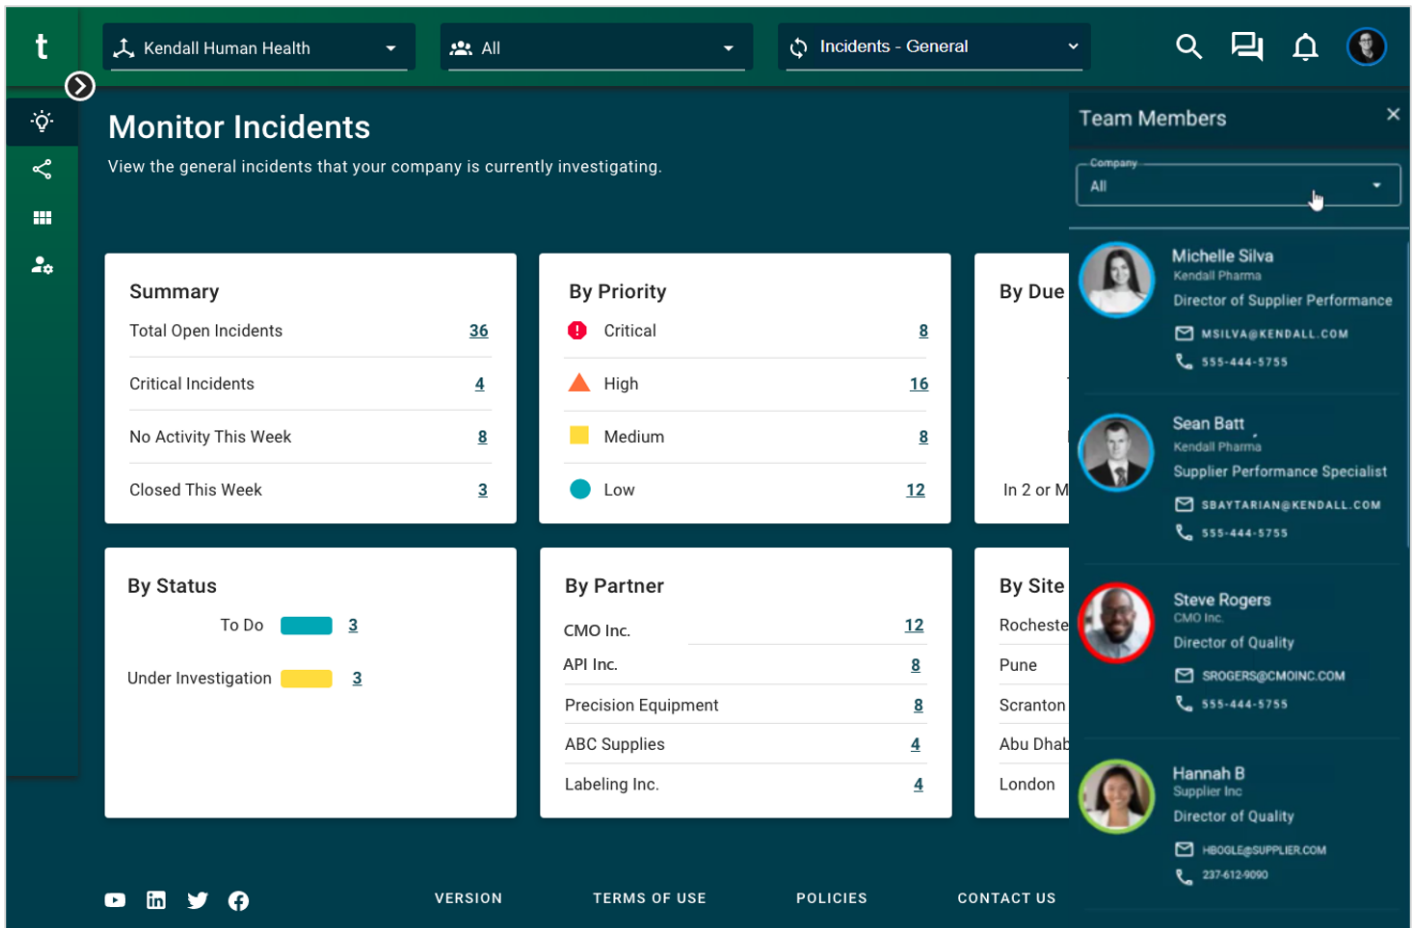 t
Kendall Human Health
All
Incidents - General
Monitor Incidents
View the general incidents that your company is currently investigating.
Summary
Total Open Incidents 36
Critical Incidents 4
No Activity This Week 8
Closed This Week 3
By Priority
Critical 8
High 16
Medium 8
Low 12
By Due
In 2 or M
By Status
To Do 3
Under Investigation 3
By Partner
CMO Inc. 12
API Inc. 8
Precision Equipment 8
ABC Supplies 4
Labeling Inc. 4
By Site
Rocheste
Pune
Scranton
Abu Dhab
London
Team Members
Company
All
Michelle Silva
Kendall Pharma
Director of Supplier Performance
MSILVA@KENDALL.COM
555-444-5755
Sean Batt
Kendall Pharma
Supplier Performance Specialist
SBAYTARIAN@KENDALL.COM
555-444-5755
Steve Rogers
CMO Inc.
Director of Quality
SROGERS@CMOINC.COM
555-444-5755
Hannah B
Supplier Inc
Director of Quality
HBOGLE@SUPPLIER.COM
237-612-9090
VERSION
TERMS OF USE
POLICIES
CONTACT US